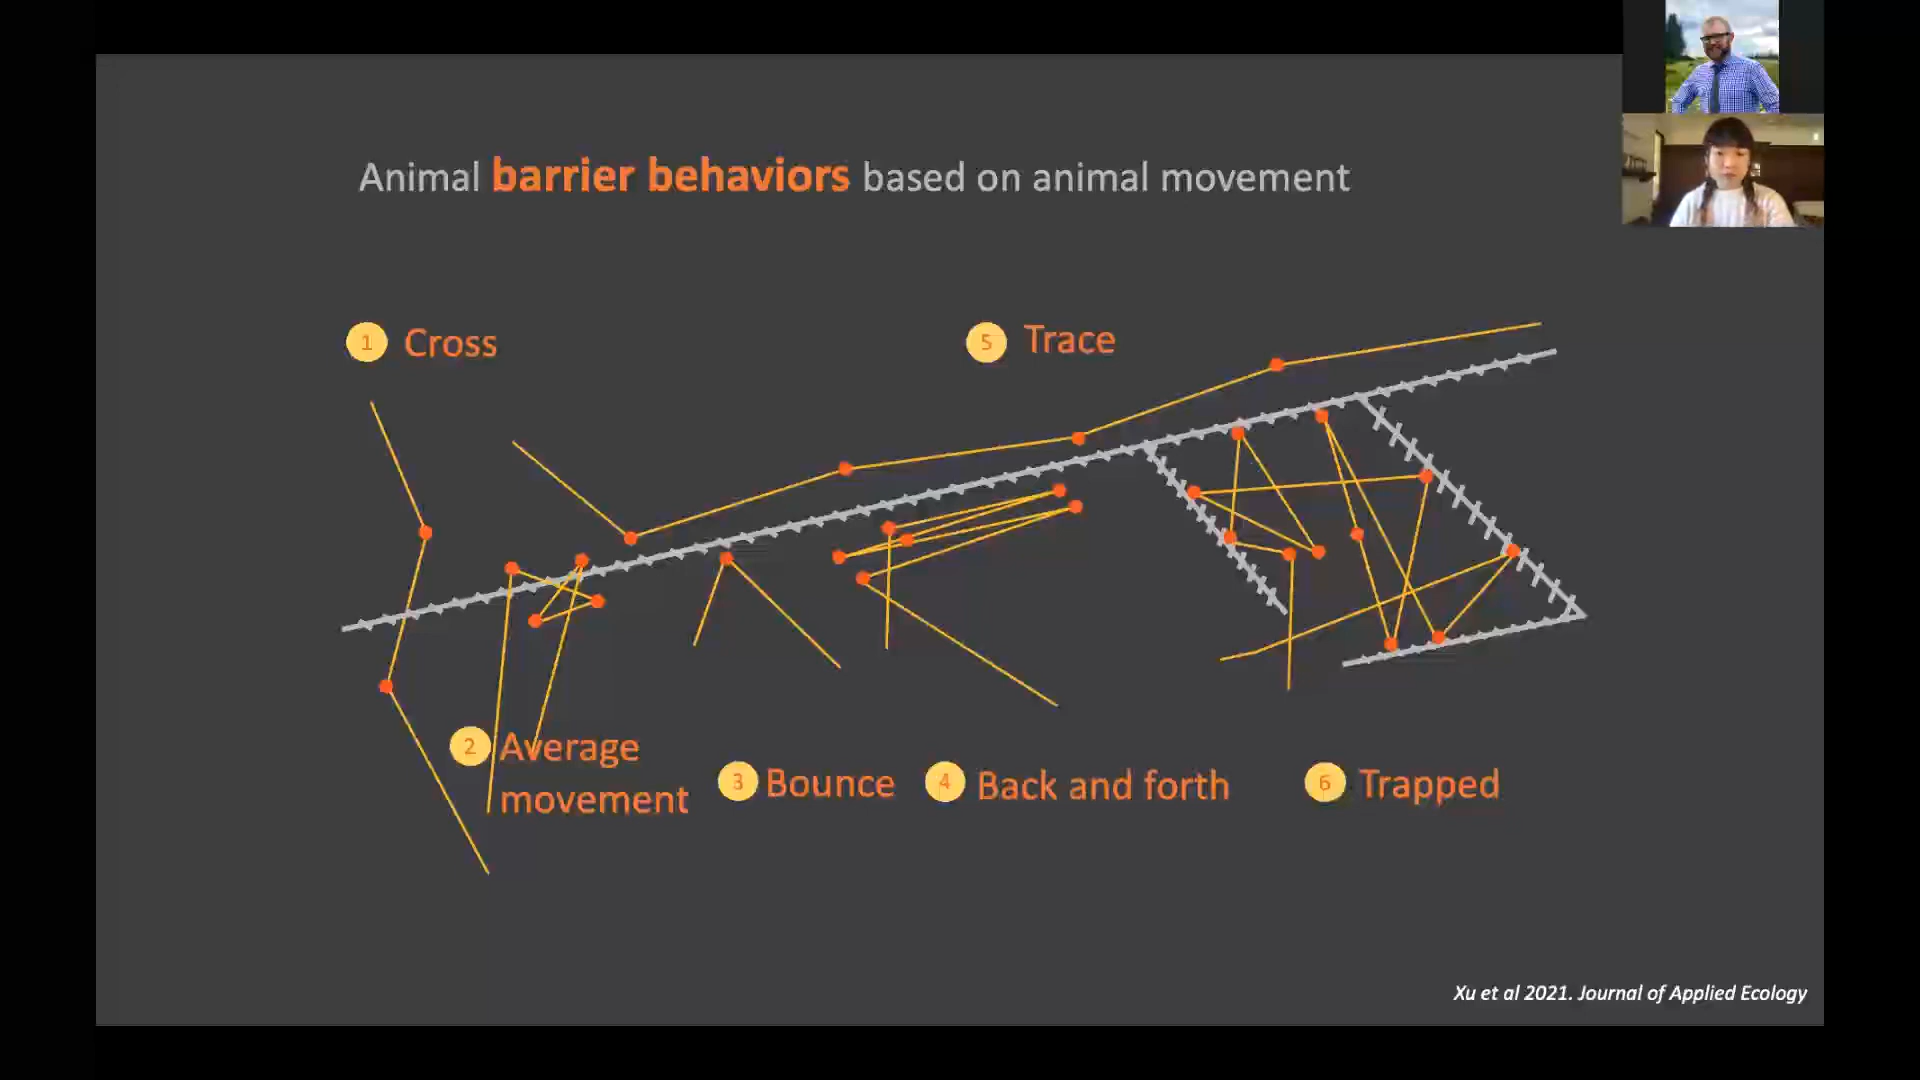 Animal barrier behaviors based on animal movement
1 Cross
5 Trace
2 Average
movement
3 Bounce
4 Back and forth
6 Trapped
Xu et al 2021. Journal of Applied Ecology